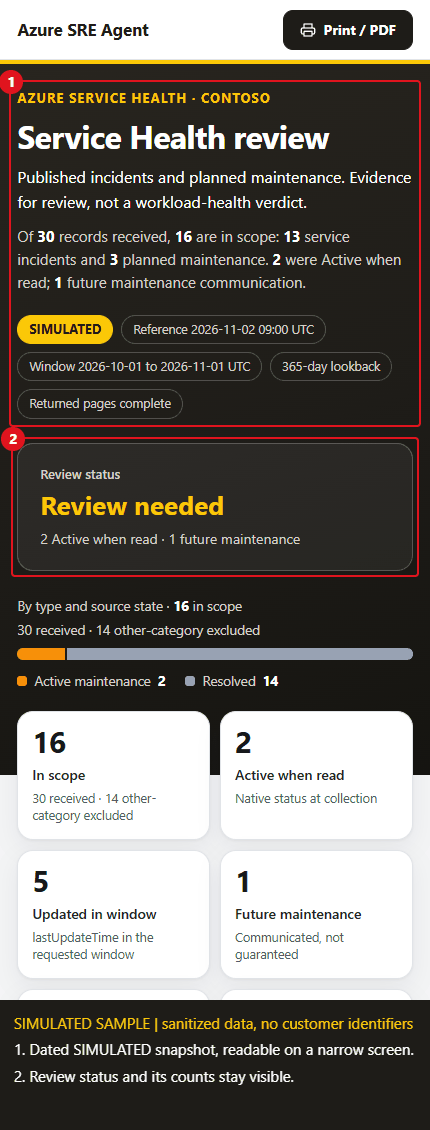 Azure SRE Agent
Print / PDF
1
AZURE SERVICE HEALTH · CONTOSO
Service Health review
Published incidents and planned maintenance. Evidence
for review, not a workload-health verdict.
Of 30 records received, 16 are in scope: 13 service
incidents and 3 planned maintenance. 2 were Active when
read; 1 future maintenance communication.
SIMULATED
Reference 2026-11-02 09:00 UTC
Window 2026-10-01 to 2026-11-01 UTC
365-day lookback
Returned pages complete
2
Review status
Review needed
2 Active when read · 1 future maintenance
By type and source state · 16 in scope
30 received · 14 other-category excluded
Active maintenance 2
Resolved 14
16
In scope
30 received · 14 other-
category excluded
2
Active when read
Native status at collection
5
Updated in window
lastUpdateTime in the
requested window
1
Future maintenance
Communicated, not
guaranteed
SIMULATED SAMPLE | sanitized data, no customer identifiers
1. Dated SIMULATED snapshot, readable on a narrow screen.
2. Review status and its counts stay visible.